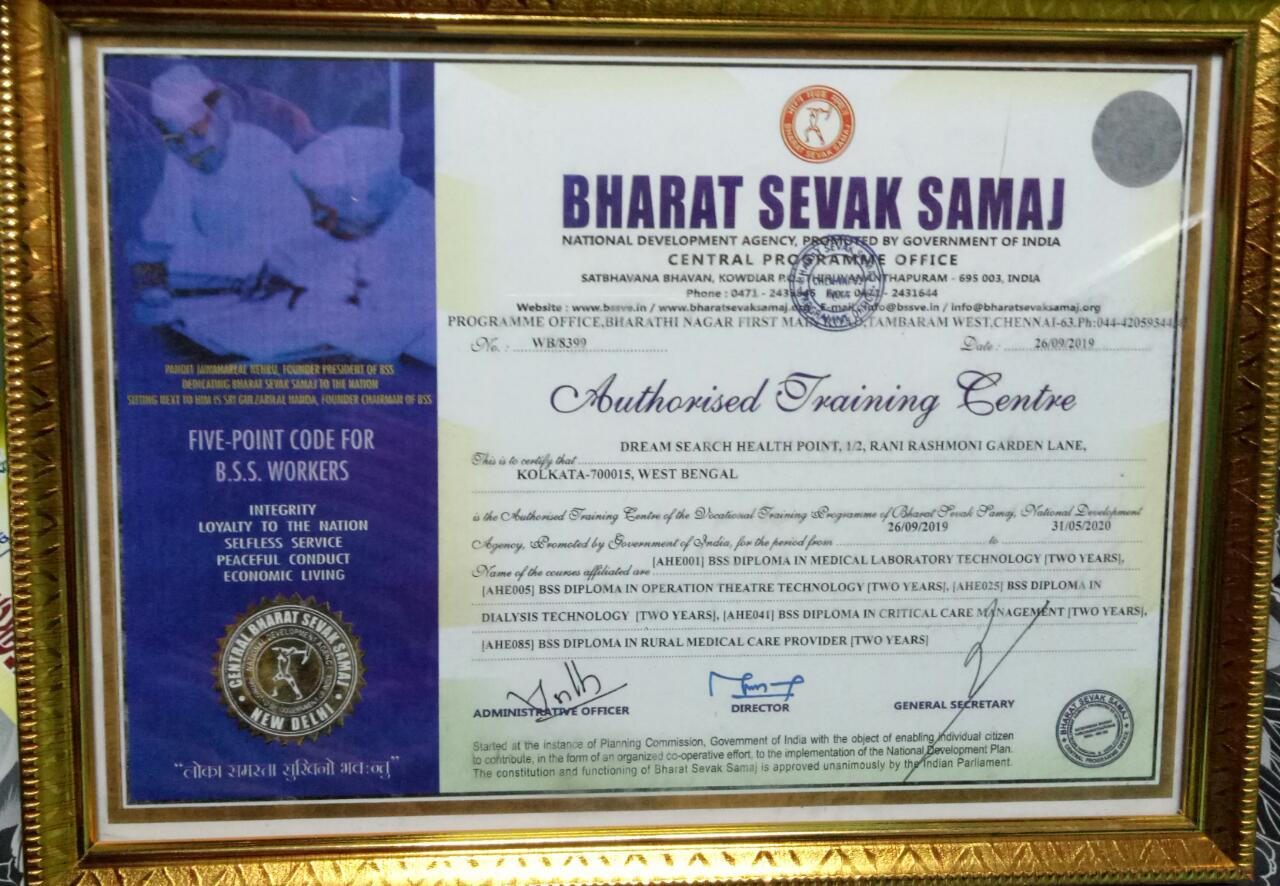 BHARAT SEVAK SAMAJ
NATIONAL DEVELOPMENT AGENCY, PROMOTED BY GOVERNMENT OF INDIA
CENTRAL PROGRAMME OFFICE
SATBHAVANA BHAVAN, KOWDIAR P.O., THIRUVANANTHAPURAM - 695 003, INDIA
Phone : 0471 - Fax: 0471 - 2431644
Website : www.bssve.in / www.bharatsevaksamaj.org E-mail: info@bssve.in / info@bharatsevaksamaj.org
PROGRAMME OFFICE,BHARATHI NAGAR FIRST MAIN TAMBARAM WEST,CHENNAI-63.Ph:044-42059344
No. : WB/8399
Date : 26/09/2019
Authorised Training Centre
This is to certify that DREAM SEARCH HEALTH POINT, 1/2, RANI RASHMONI GARDEN LANE,
KOLKATA-700015, WEST BENGAL
is the Authorised Training Centre of the Vocational Training Programme of Bharat Sevak Samaj, National Development
Agency, Promoted by Government of India, for the period from 26/09/2019 to 31/05/2020
Name of the courses affiliated are [AHE001] BSS DIPLOMA IN MEDICAL LABORATORY TECHNOLOGY [TWO YEARS],
[AHE005] BSS DIPLOMA IN OPERATION THEATRE TECHNOLOGY [TWO YEARS], [AHE025] BSS DIPLOMA IN
DIALYSIS TECHNOLOGY [TWO YEARS], [AHE041] BSS DIPLOMA IN CRITICAL CARE MANAGEMENT [TWO YEARS],
[AHE085] BSS DIPLOMA IN RURAL MEDICAL CARE PROVIDER [TWO YEARS]
ADMINISTRATIVE OFFICER
DIRECTOR
GENERAL SECRETARY
Started at the instance of Planning Commission, Government of India with the object of enabling individual citizen
to contribute, in the form of an organized co-operative effort, to the implementation of the National Development Plan.
The constitution and functioning of Bharat Sevak Samaj is approved unanimously by the Indian Parliament.
PANDIT JAWAHARLAL NEHRU, FOUNDER PRESIDENT OF BSS
DEDICATING BHARAT SEVAK SAMAJ TO THE NATION
SITTING NEXT TO HIM IS SRI GULZARILAL NANDA, FOUNDER CHAIRMAN OF BSS
FIVE-POINT CODE FOR
B.S.S. WORKERS
INTEGRITY
LOYALTY TO THE NATION
SELFLESS SERVICE
PEACEFUL CONDUCT
ECONOMIC LIVING
CENTRAL BHARAT SEVAK SAMAJ
NEW DELHI
BHARAT SEVAK SAMAJ